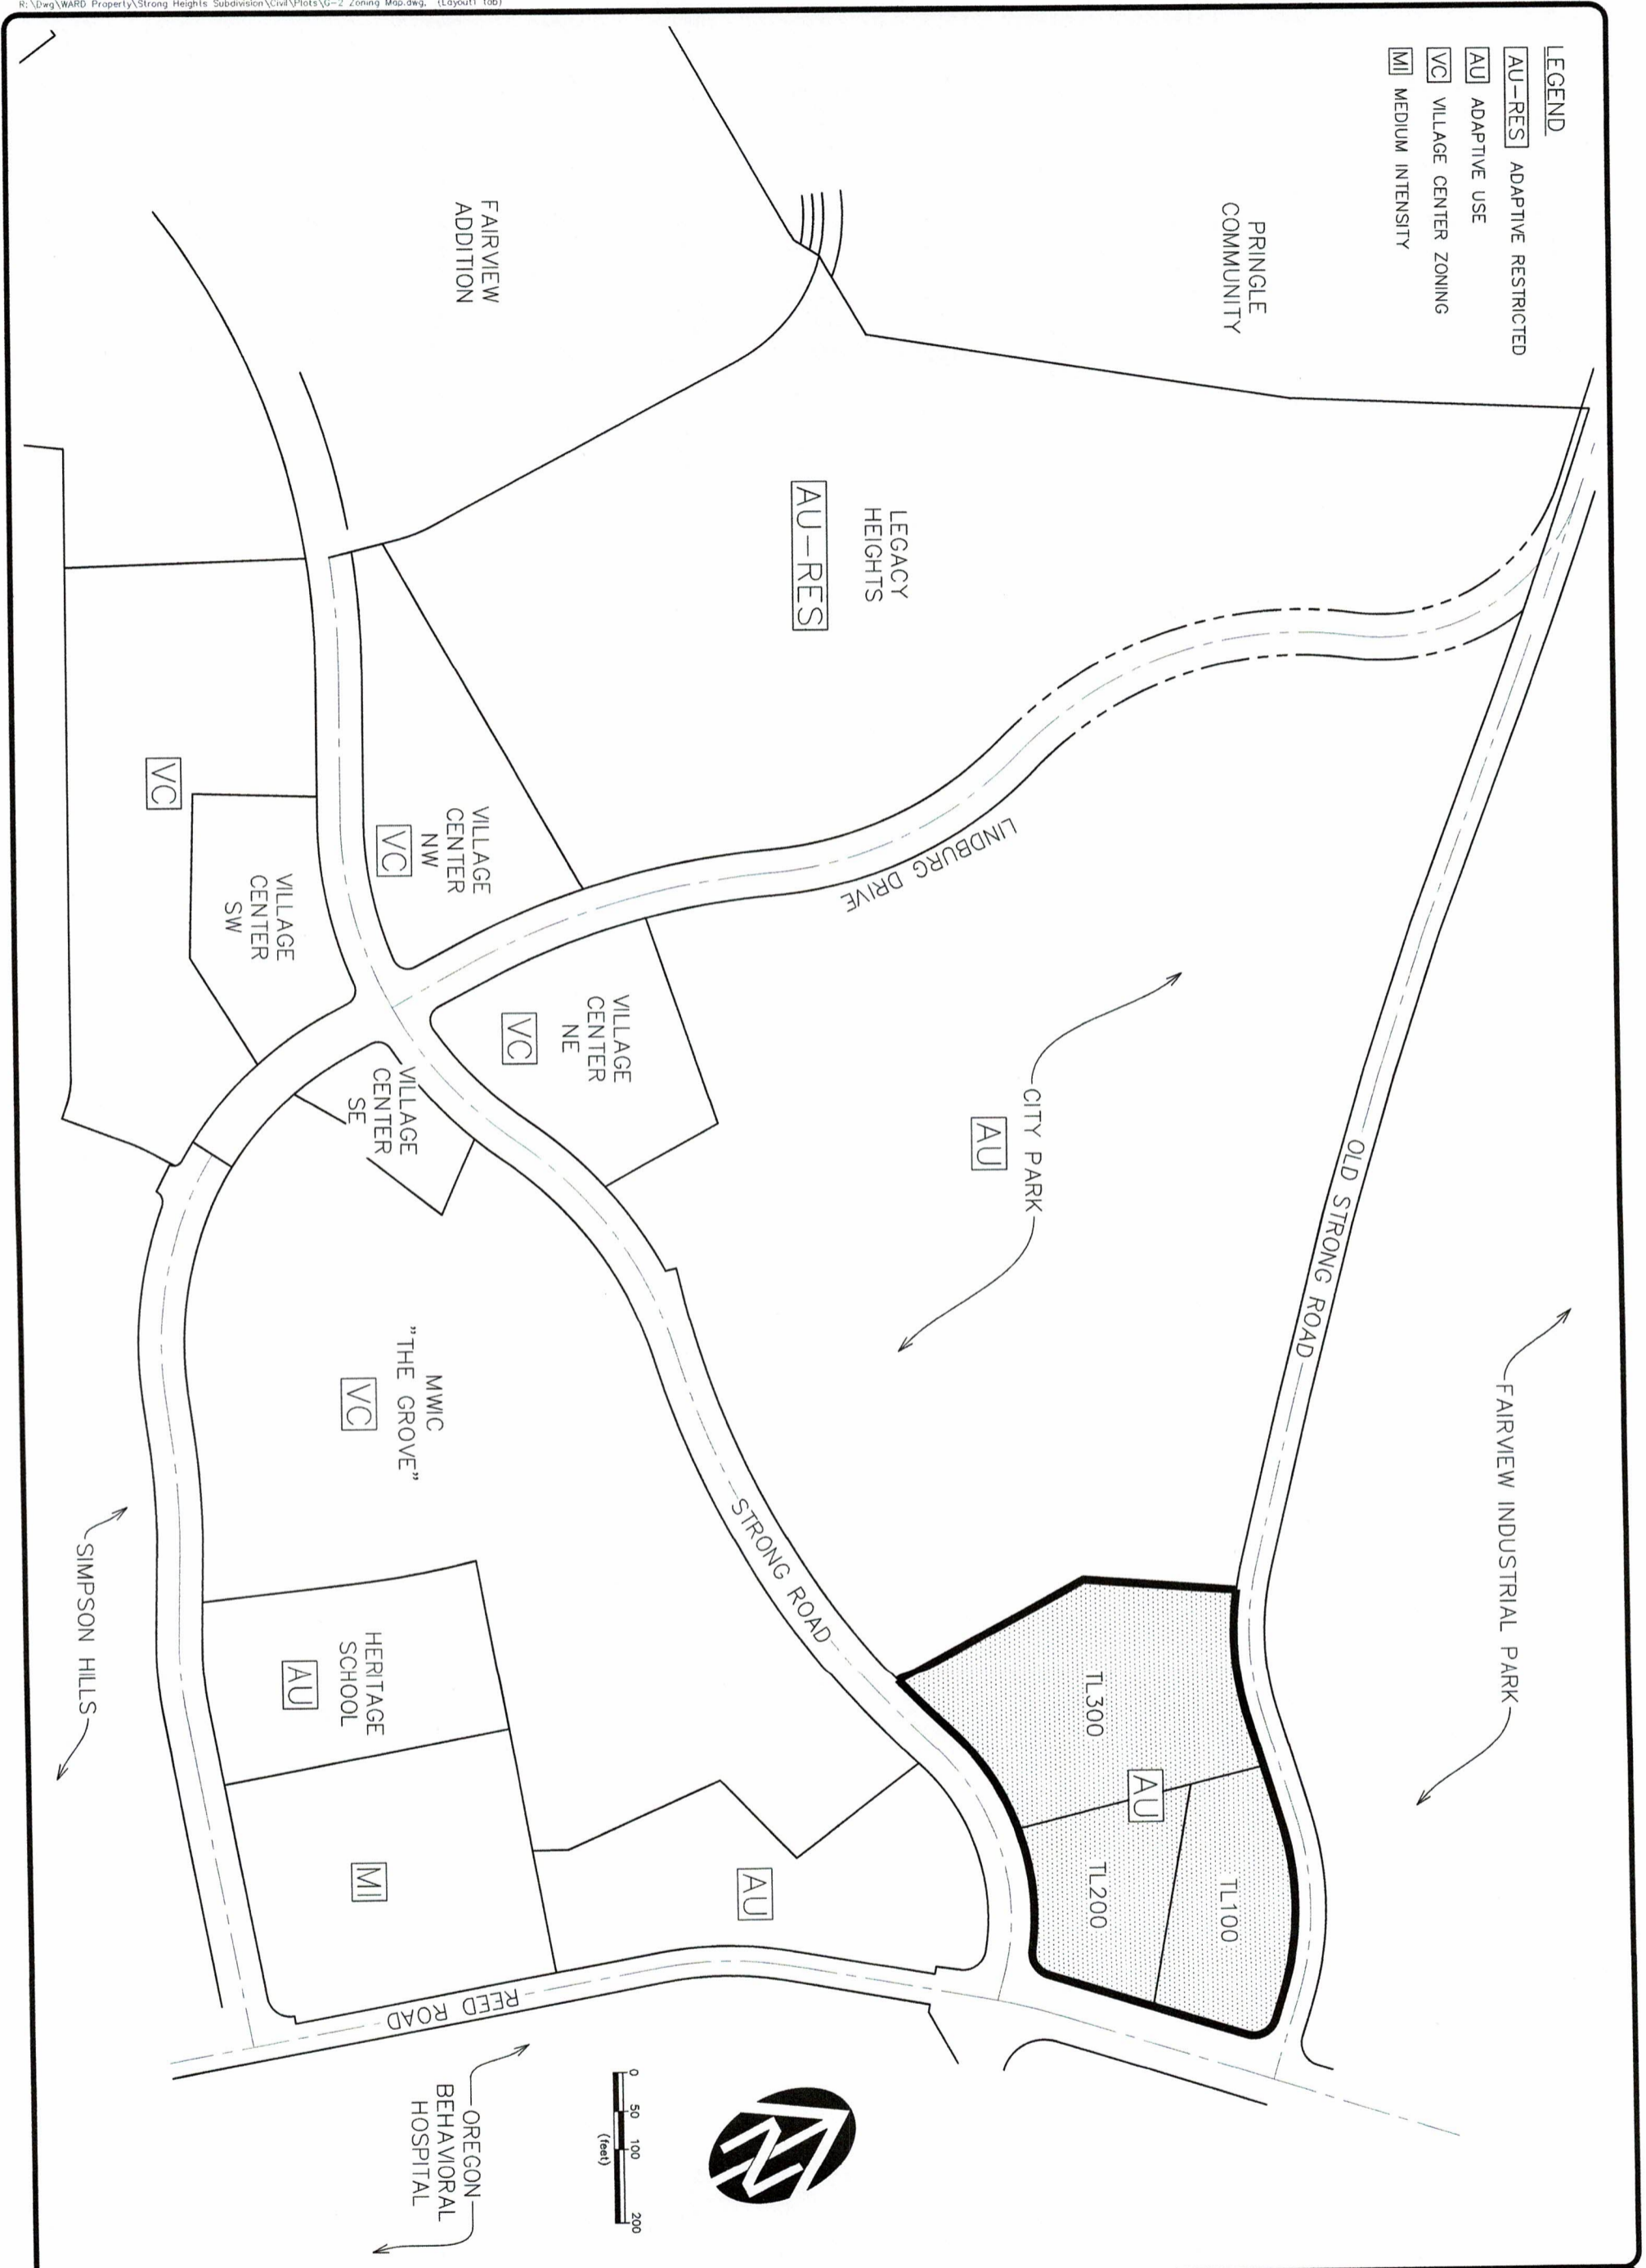 R:\Dwg\WARD Property\Strong Heights Subdivision\Civil\Plots\G-2 Zoning Map.dwg, (Layout1 tab)
LEGEND
AU-RES ADAPTIVE RESTRICTED
AU ADAPTIVE USE
VC VILLAGE CENTER ZONING
MI MEDIUM INTENSITY
PRINGLE
COMMUNITY
FAIRVIEW
ADDITION
LEGACY
HEIGHTS
AU-RES
LINDBURG DRIVE
OLD STRONG ROAD
FAIRVIEW INDUSTRIAL PARK
CITY PARK
AU
VILLAGE
CENTER
NW
VC
VC
VILLAGE
CENTER
SW
VILLAGE
CENTER
NE
VC
VILLAGE
CENTER
SE
MWIC
"THE GROVE"
VC
STRONG ROAD
TL300
AU
TL200
TL100
HERITAGE
SCHOOL
AU
MI
AU
SIMPSON HILLS
REED ROAD
OREGON
BEHAVIORAL
HOSPITAL
0 50 100 200
(feet)
N